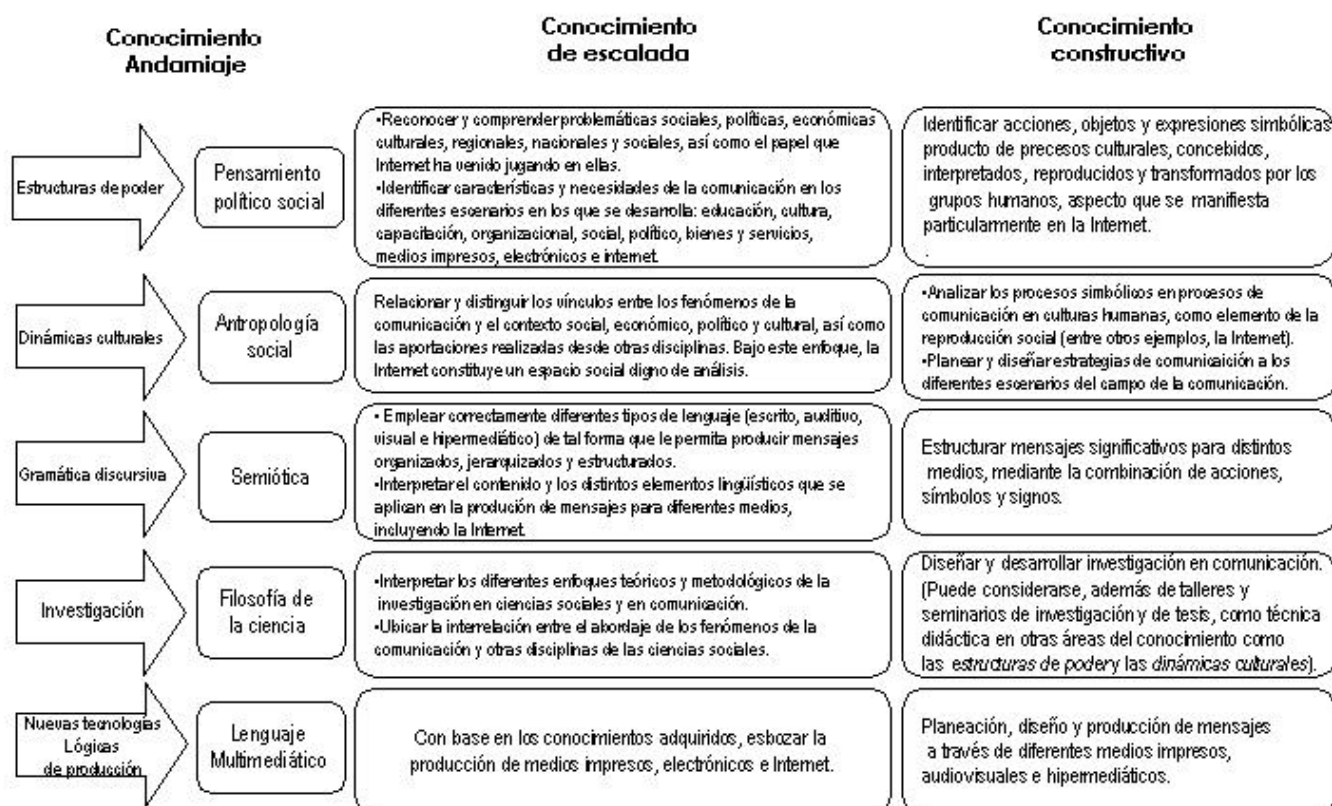 Conocimiento
Andamiaje
Conocimiento
de escalada
Conocimiento
constructivo
Estructuras de poder
Pensamiento
político social
•Reconocer y comprender problemáticas sociales, políticas, económicas
culturales, regionales, nacionales y sociales, así como el papel que
Internet ha venido jugando en ellas.
•Identificar características y necesidades de la comunicación en los
diferentes escenarios en los que se desarrolla: educación, cultura,
capacitación, organizacional, social, político, bienes y servicios,
medios impresos, electrónicos e internet.
Identificar acciones, objetos y expresiones simbólicas
producto de precesos culturales, concebidos,
interpretados, reproducidos y transformados por los
grupos humanos, aspecto que se manifiesta
particularmente en la Internet.
.
Dinámicas culturales
Antropología
social
Relacionar y distinguir los vínculos entre los fenómenos de la
comunicación y el contexto social, económico, político y cultural, así como
las aportaciones realizadas desde otras disciplinas. Bajo este enfoque, la
Internet constituye un espacio social digno de análisis.
•Analizar los procesos simbólicos en procesos de
comunicación en culturas humanas, como elemento de la
reproducción social (entre otros ejemplos, la Internet).
•Planear y diseñar estrategias de comunicaición a los
diferentes escenarios del campo de la comunicación.
Gramática discursiva
Semiótica
• Emplear correctamente diferentes tipos de lenguaje (escrito, auditivo,
visual e hipermediático) de tal forma que le permita producir mensajes
organizados, jerarquizados y estructurados.
•Interpretar el contenido y los distintos elementos lingüísticos que se
aplican en la produción de mensajes para diferentes medios,
incluyendo la Internet.
Estructurar mensajes significativos para distintos
medios, mediante la combinación de acciones,
símbolos y signos.
Investigación
Filosofía de
la ciencia
•Interpretar los diferentes enfoques teóricos y metodológicos de la
investigación en ciencias sociales y en comunicación.
•Ubicar la interrelación entre el abordaje de los fenómenos de la
comunicación y otras disciplinas de las ciencias sociales.
Diseñar y desarrollar investigación en comunicación.
(Puede considerarse, además de talleres y
seminarios de investigación y de tesis, como técnica
didáctica en otras áreas del conocimiento como
las estructuras de poder y las dinámicas culturales).
Nuevas tecnologías
Lógicas
de producción
Lenguaje
Multimediático
Con base en los conocimientos adquiridos, esbozar la
producción de medios impresos, electrónicos e Internet.
Planeación, diseño y producción de mensajes
a través de diferentes medios impresos,
audiovisuales e hipermediáticos.